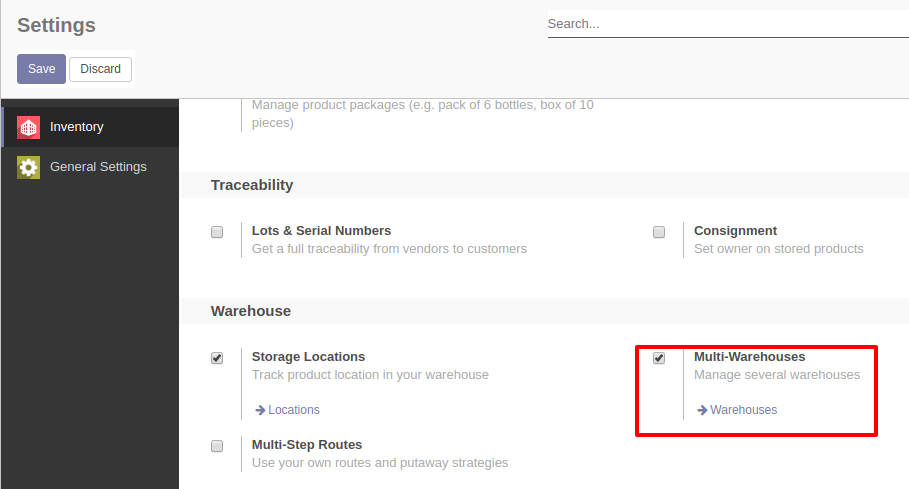 Settings
Search...
Save
Discard
Inventory
General Settings
Manage product packages (e.g. pack of 6 bottles, box of 10
pieces)
Traceability
Lots & Serial Numbers
Get a full traceability from vendors to customers
Consignment
Set owner on stored products
Warehouse
Storage Locations
Track product location in your warehouse
Locations
Multi-Warehouses
Manage several warehouses
Warehouses
Multi-Step Routes
Use your own routes and putaway strategies